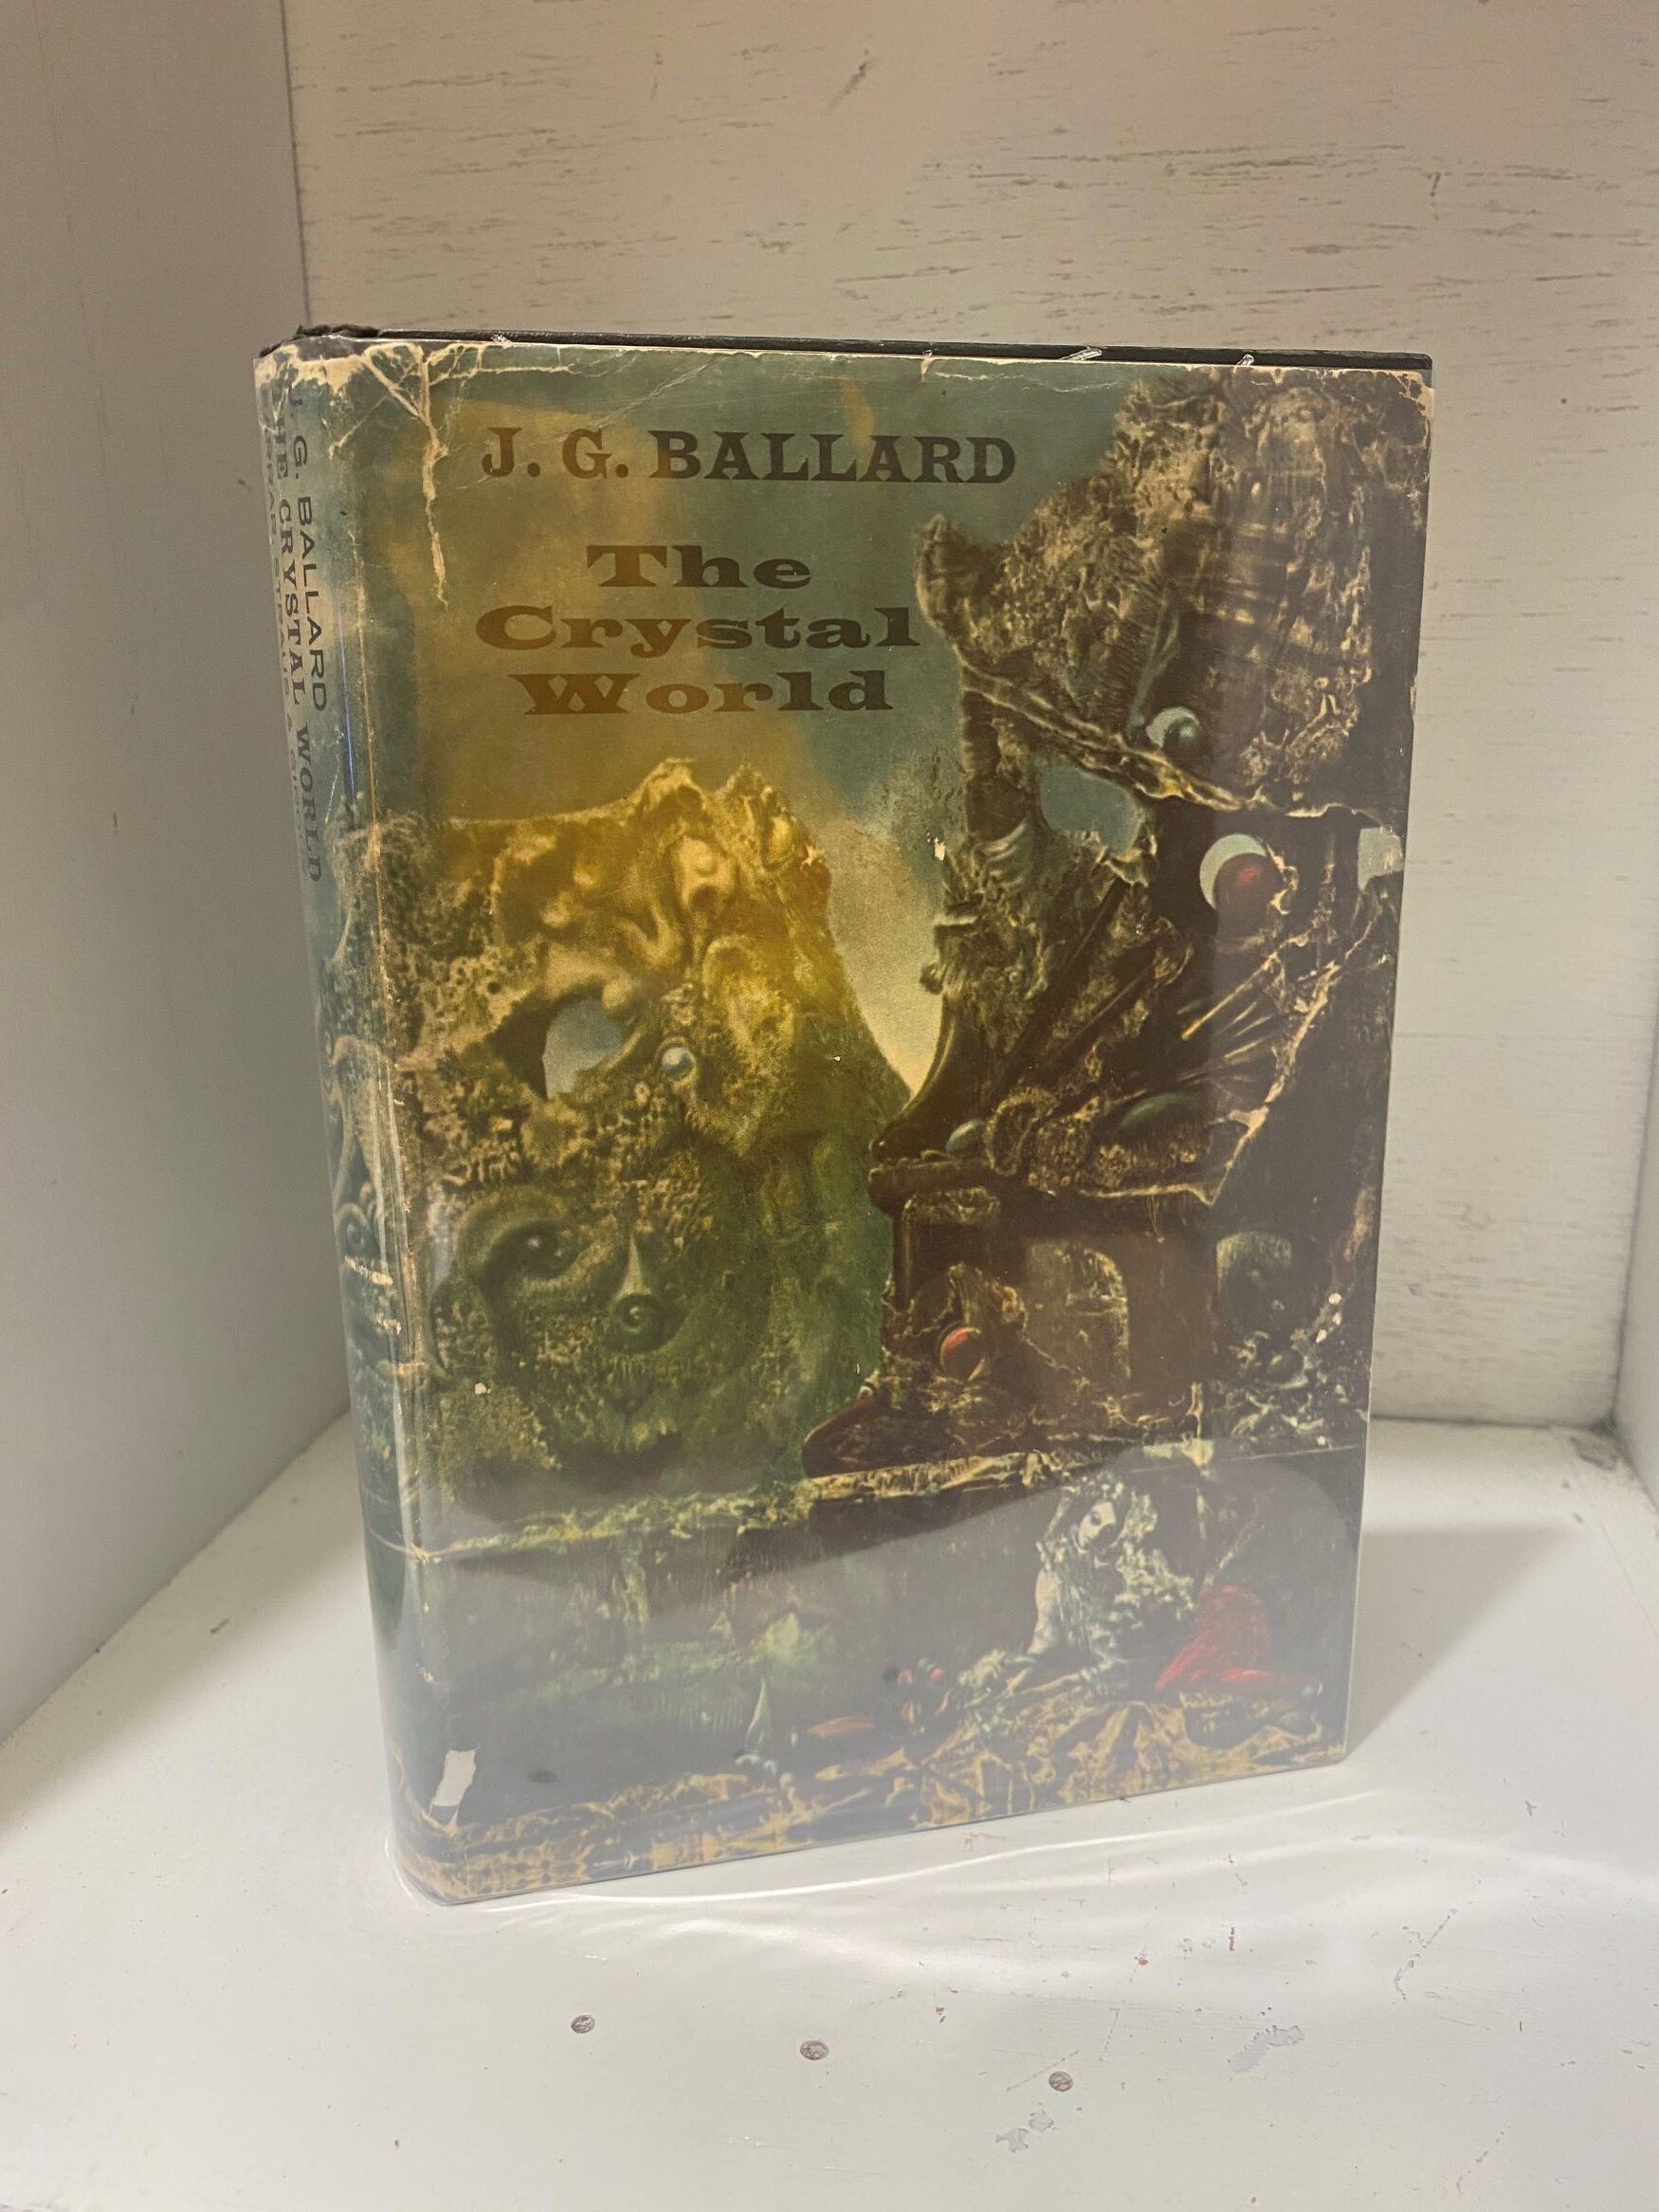 J. G. BALLARD
The
Crystal
World
J. G. BALLARD
THE CRYSTAL WORLD